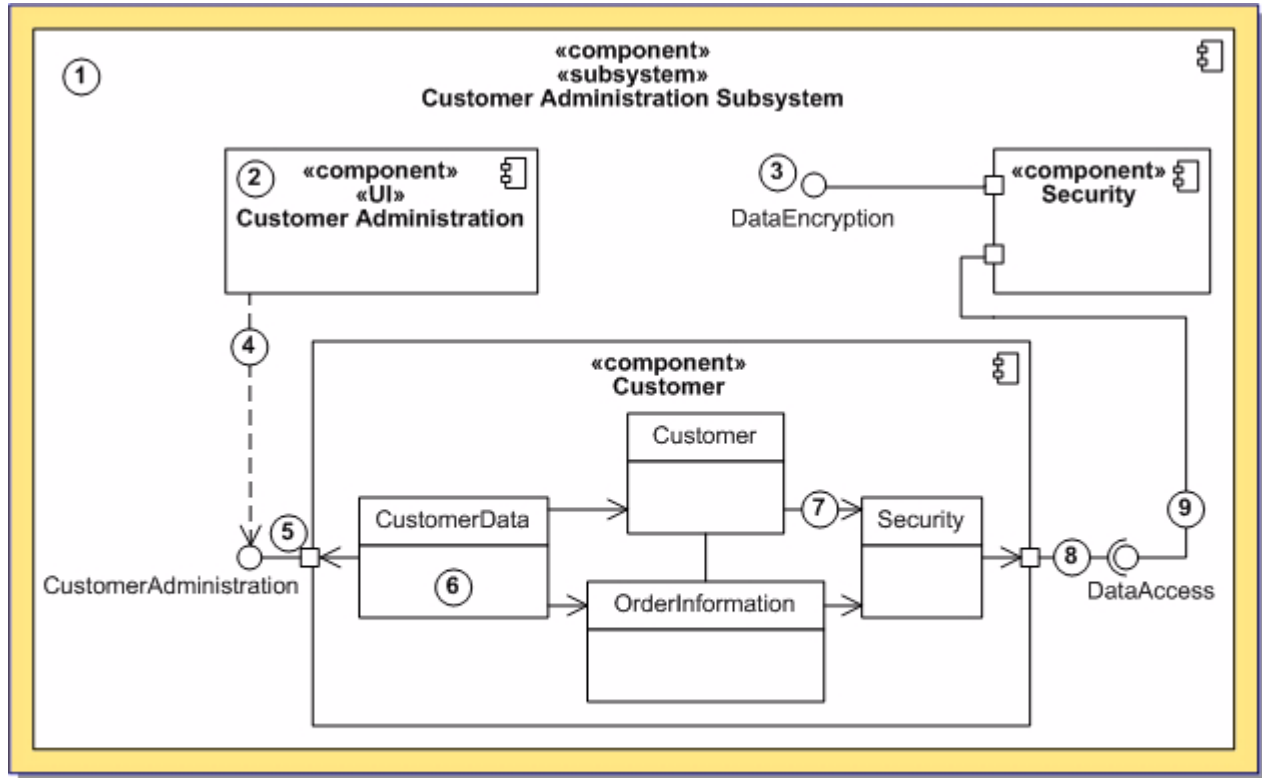 «component»
«subsystem»
Customer Administration Subsystem
1
2
«component»
«UI»
Customer Administration
3
DataEncryption
«component»
Security
4
«component»
Customer
Customer
CustomerData
7
Security
9
5
CustomerAdministration
6
OrderInformation
8
DataAccess